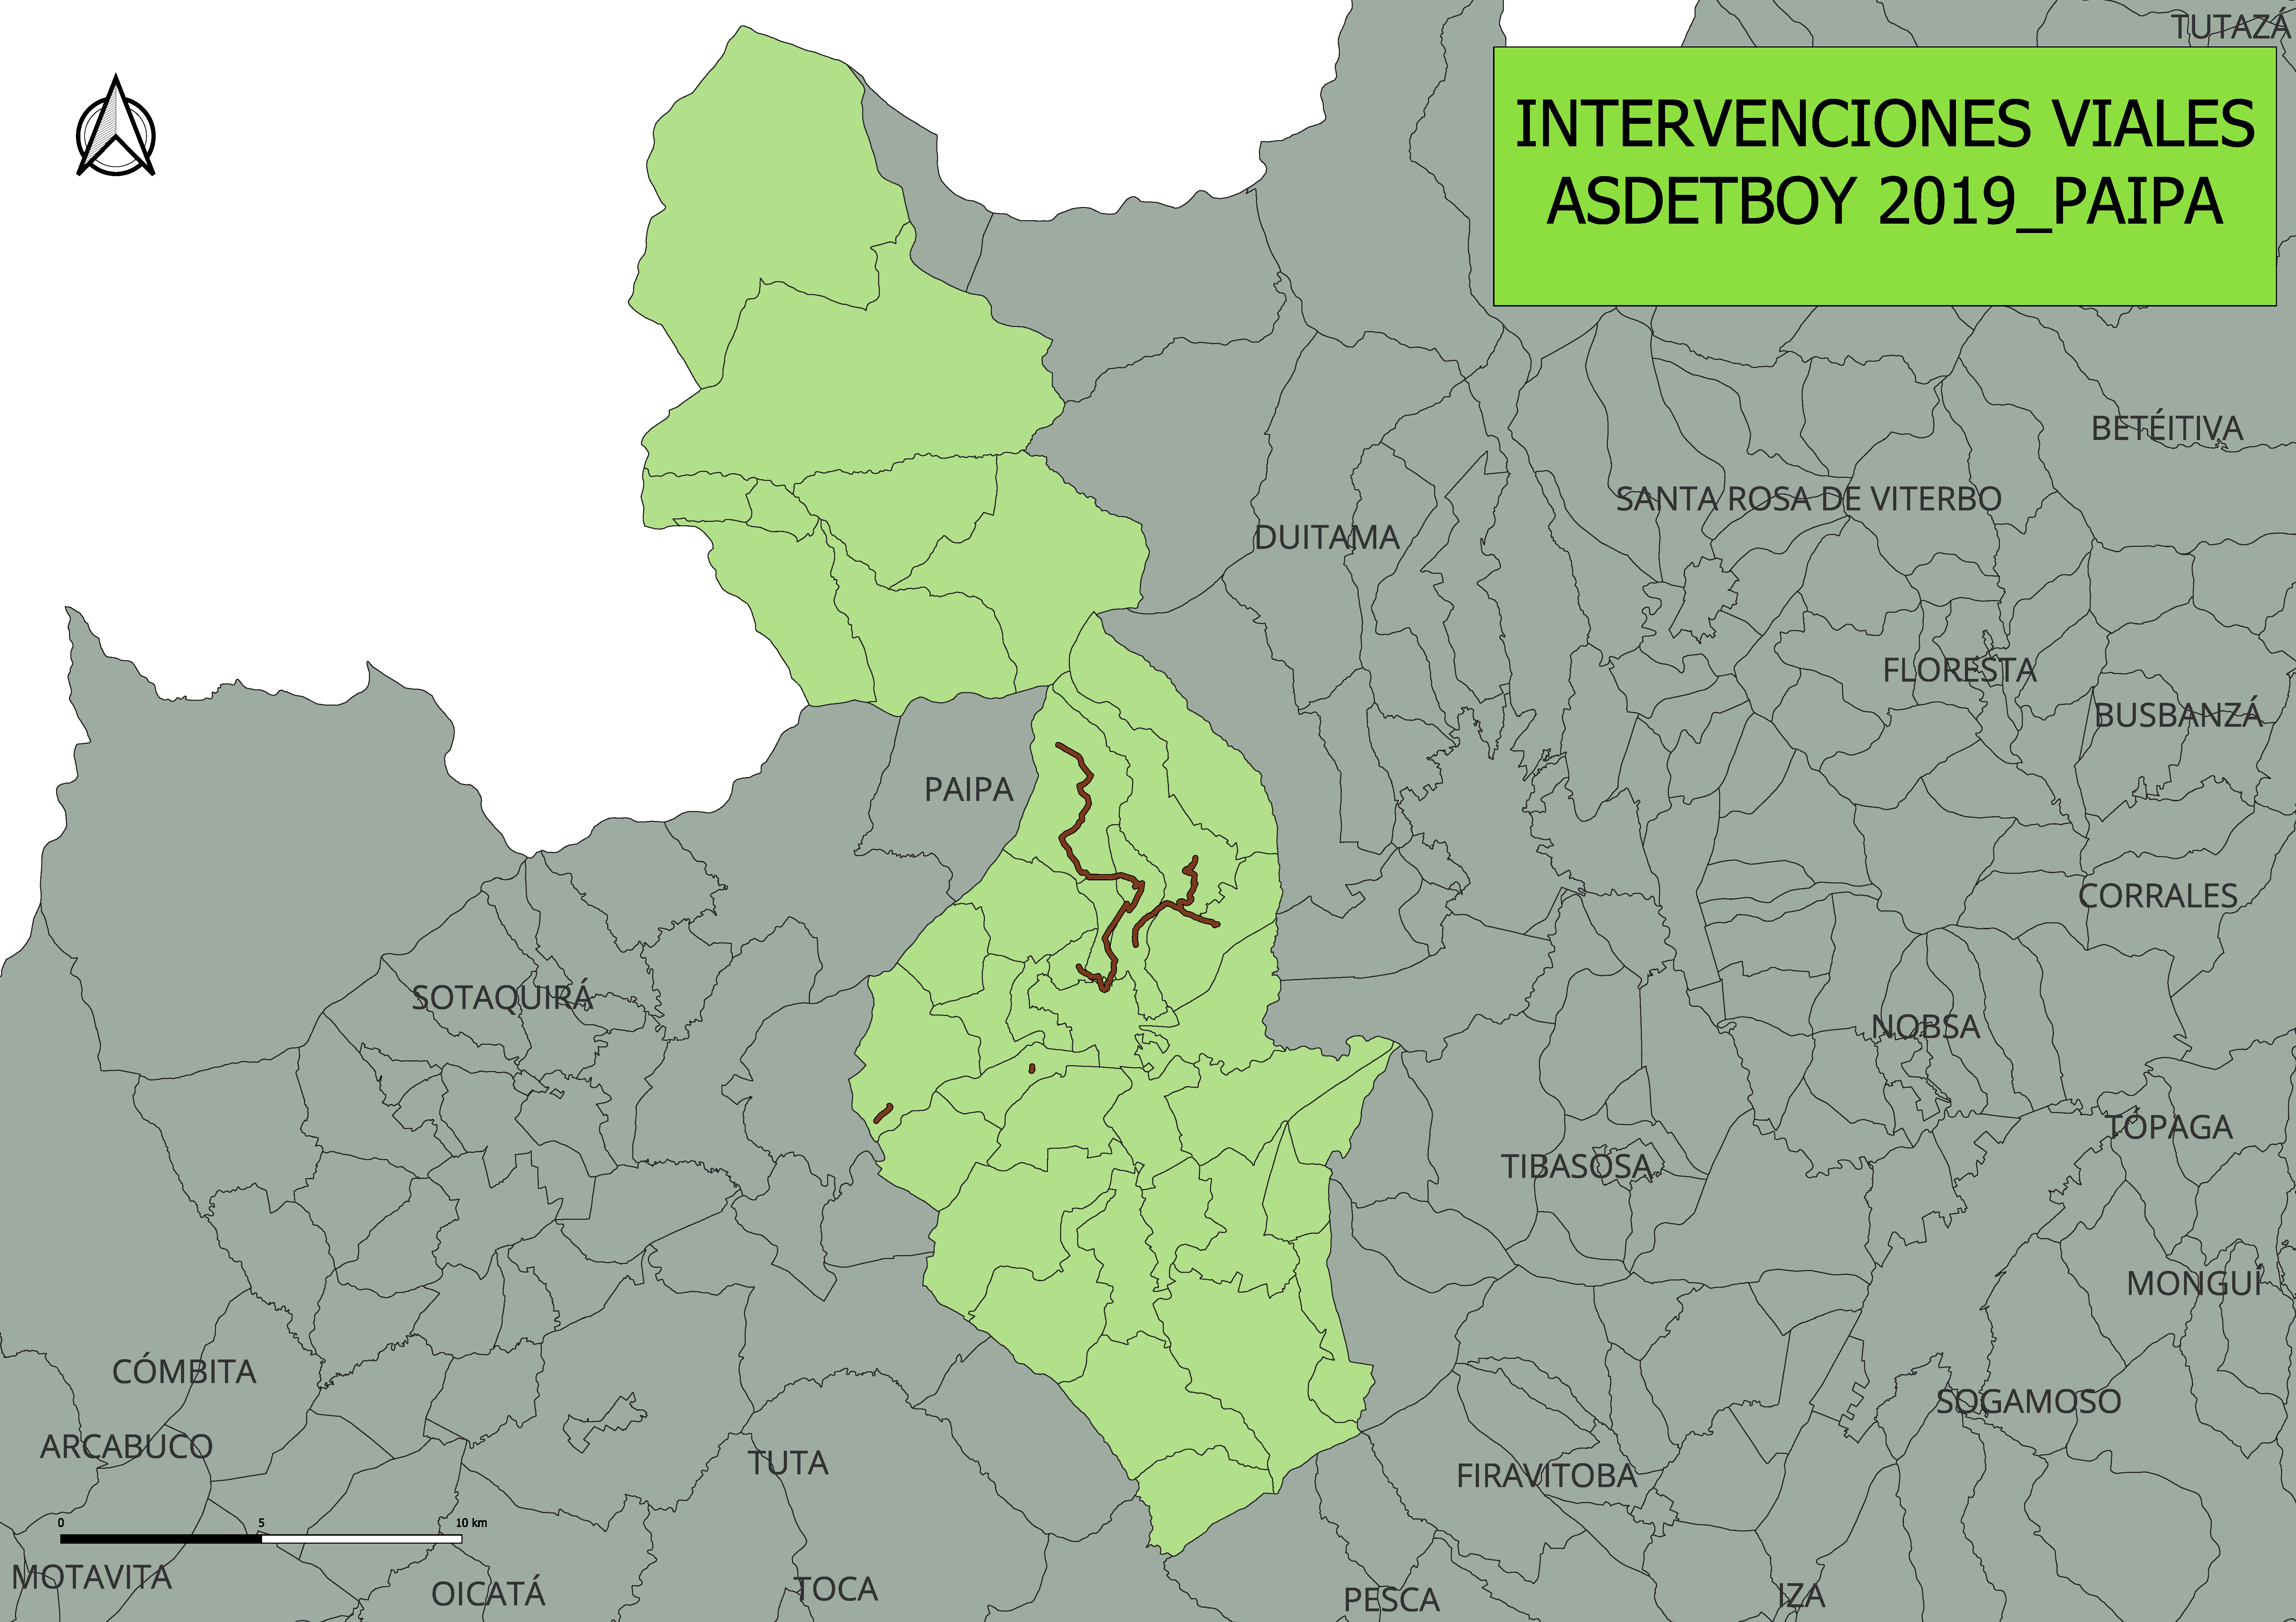 TUTAZÁ
INTERVENCIONES VIALES
ASDETBOY 2019_PAIPA
BETÉITIVA
SANTA ROSA DE VITERBO
DUITAMA
FLORESTA
BUSBANZÁ
PAIPA
CORRALES
SOTAQUIRÁ
NOBSA
TÓPAGA
TIBASOSA
MONGUÍ
CÓMBITA
SOGAMOSO
ARCABUCO
TUTA
FIRAVITOBA
0 5 10 km
MOTAVITA
OICATÁ
TOCA
PESCA
IZA